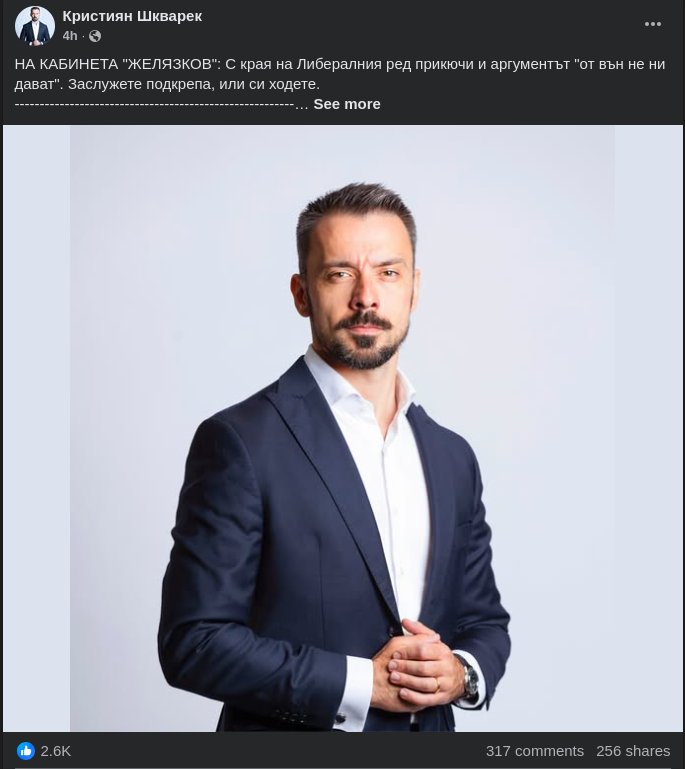 Кристиян Шкварек
4h ·
НА КАБИНЕТА "ЖЕЛЯЗКОВ": С края на Либералния ред приключи и аргументът "от вън не ни
дават". Заслужете подкрепа, или си ходете.
--------------------------------------------------------… See more
2.6K
317 comments 256 shares